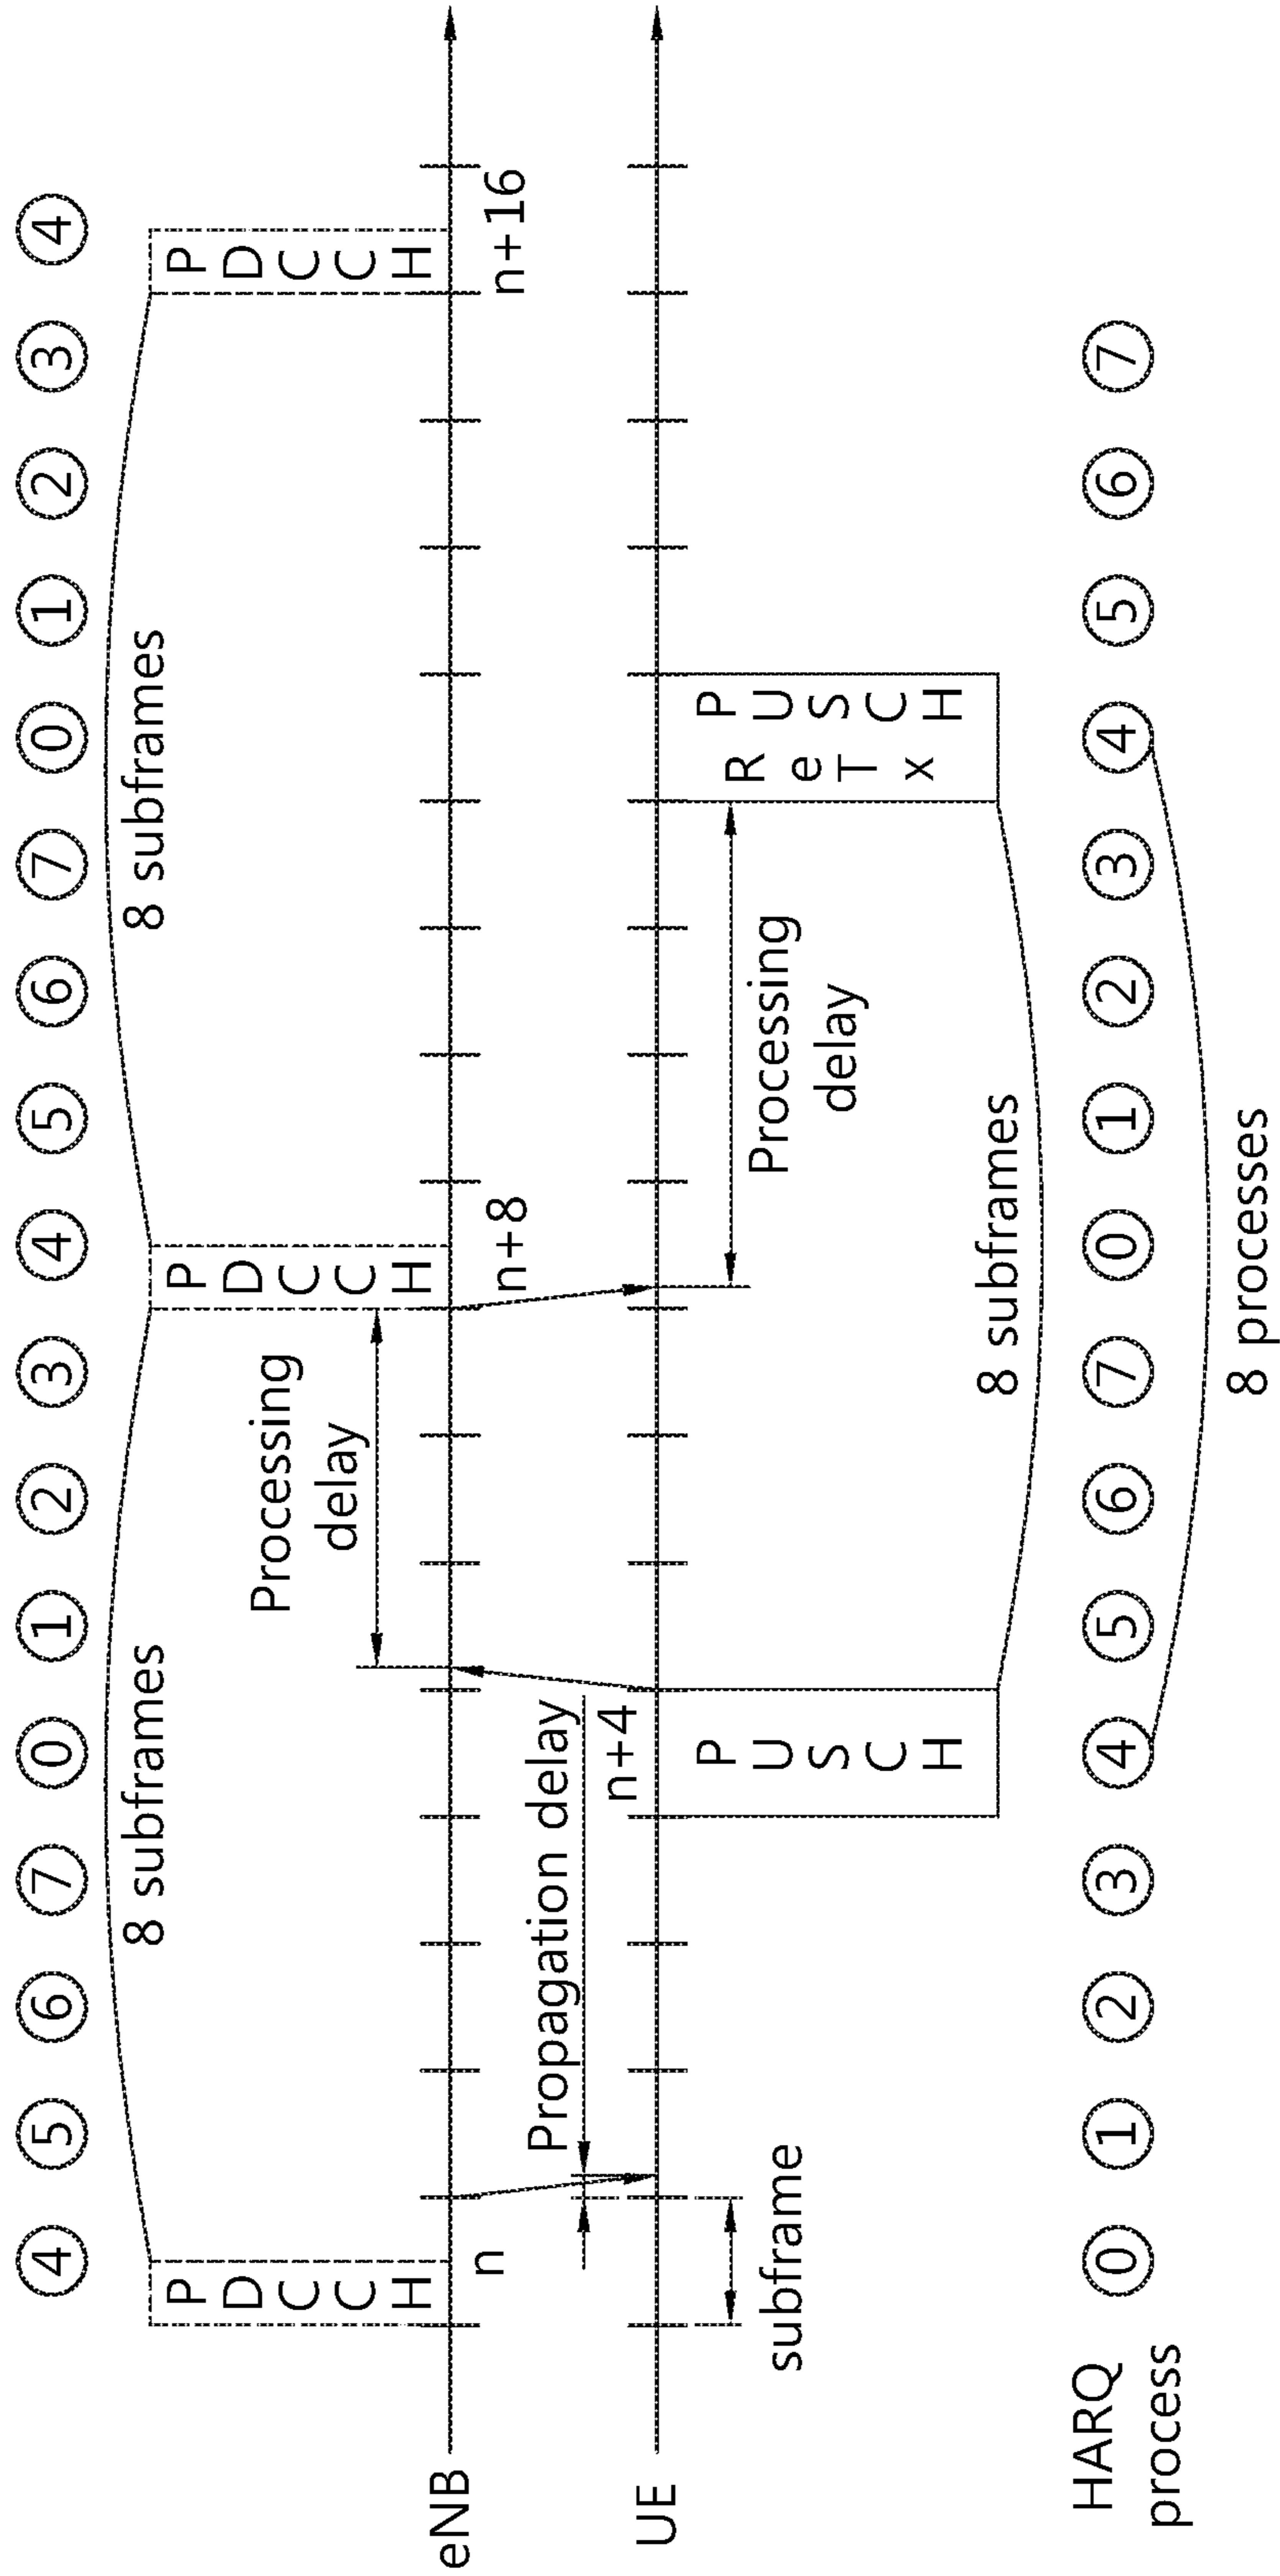 4 5 6 7 0 1 2 3 4 5 6 7 0 1 2 3 4
8 subframes
8 subframes
PDCCH
PDCCH
PDCCH
Processing
delay
eNB
n
n+8
n+16
Propagation delay
n+4
UE
subframe
PUSCH
Processing
delay
ReTx
PUSCH
8 subframes
HARQ
process
0 1 2 3 4 5 6 7 0 1 2 3 4 5 6 7
8 processes